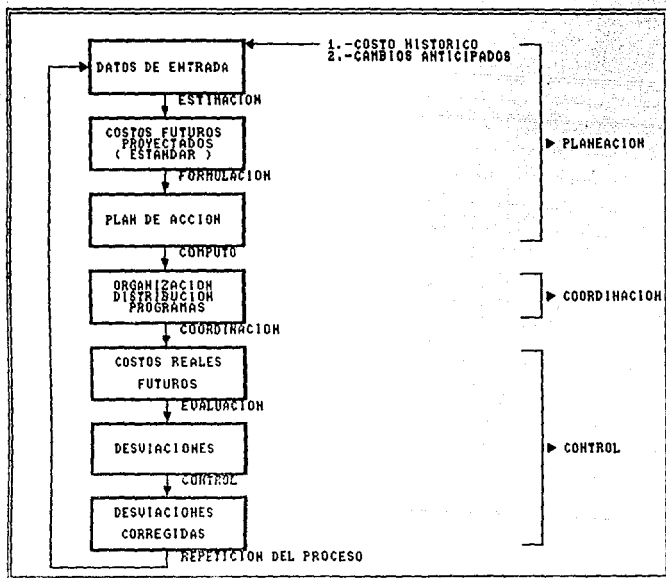 1.-COSTO HISTORICO
2.-CAMBIOS ANTICIPADOS
DATOS DE ENTRADA
ESTIMACION
COSTOS FUTUROS
PROYECTADOS
( ESTANDAR )
PLANEACION
FORMULACION
PLAN DE ACCION
COMPUTO
ORGANIZACION
DISTRIBUCION
PROGRAMAS
COORDINACION
COORDINACION
COSTOS REALES
FUTUROS
EVALUACION
DESVIACIONES
CONTROL
CONTROL
DESVIACIONES
CORREGIDAS
REPETICION DEL PROCESO